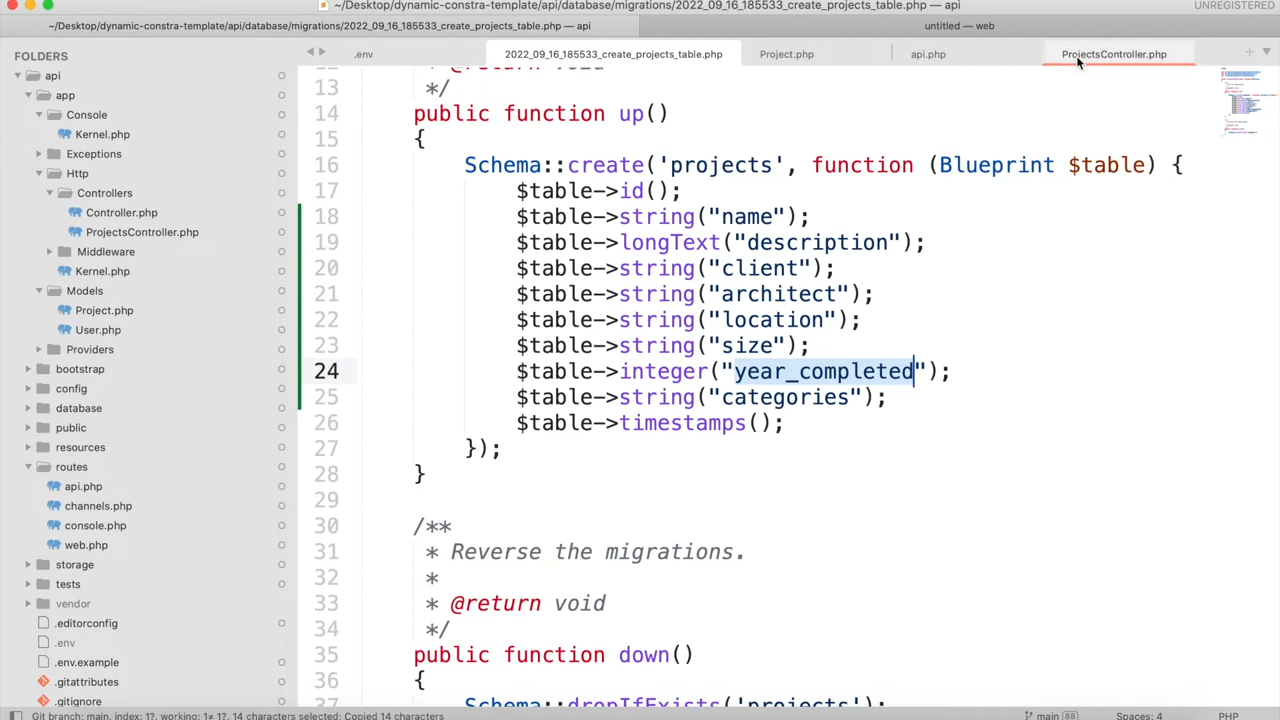 ~/Desktop/dynamic-constra-template/api/database/migrations/2022_09_16_185533_create_projects_table.php — api
UNREGISTERED
~/Desktop/dynamic-constra-template/api/database/migrations/2022_09_16_185533_create_projects_table.php — api
untitled — web
FOLDERS
.env
2022_09_16_185533_create_projects_table.php
Project.php
api.php
ProjectsController.php
api
app
Console
Kernel.php
Exceptions
Http
Controllers
Controller.php
ProjectsController.php
Middleware
Kernel.php
Models
Project.php
User.php
Providers
bootstrap
config
database
public
resources
routes
api.php
channels.php
console.php
web.php
storage
tests
vendor
.editorconfig
.env.example
.gitattributes
.gitignore
* @return void
13 */
14 public function up()
15 {
16 Schema::create('projects', function (Blueprint $table) {
17 $table->id();
18 $table->string("name");
19 $table->longText("description");
20 $table->string("client");
21 $table->string("architect");
22 $table->string("location");
23 $table->string("size");
24 $table->integer("year_completed");
25 $table->string("categories");
26 $table->timestamps();
27 });
28 }
29
30 /**
31 * Reverse the migrations.
32 *
33 * @return void
34 */
35 public function down()
36 {
37 Schema::dropIfExists('projects');
Git branch: main, index: 1?, working: 1≠ 1?, 14 characters selected; Copied 14 characters
main 88
Spaces: 4
PHP